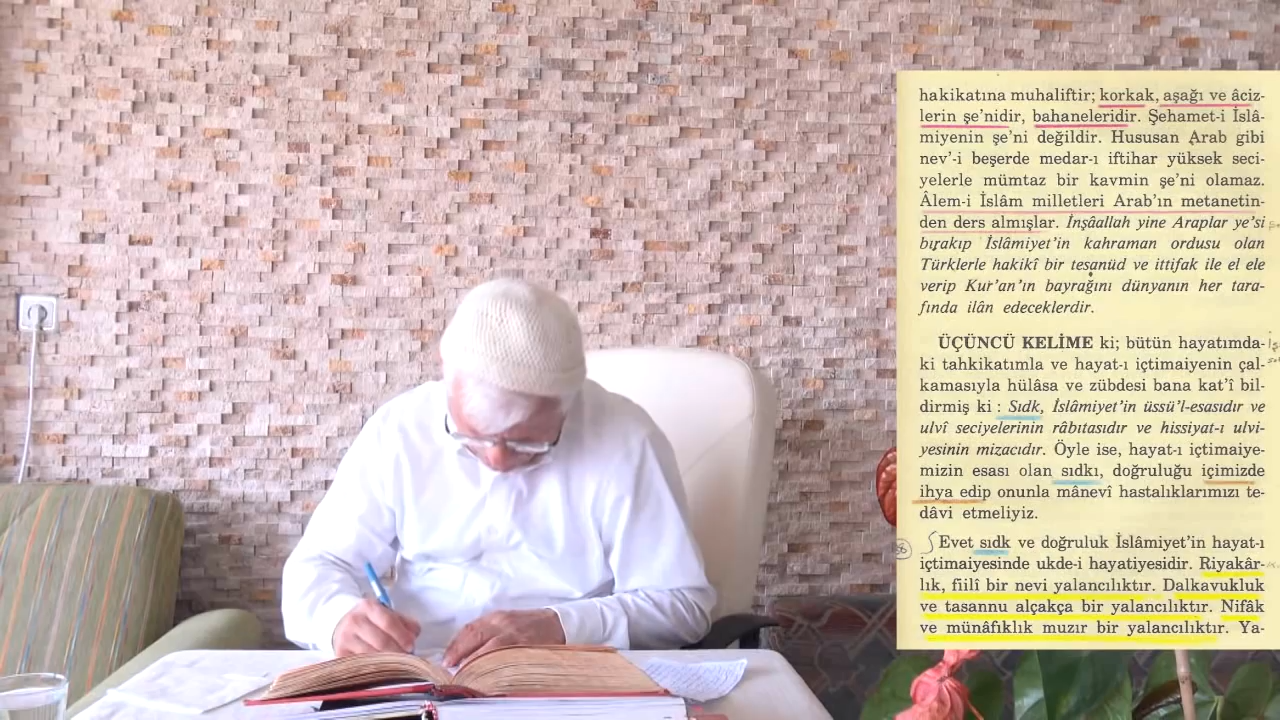 hakikatına muhaliftir; korkak, aşağı ve âciz-
lerin şe'nidir, bahaneleridir. Şehamet-i İslâ-
miyenin şe'ni değildir. Hususan Arab gibi
nev'-i beşerde medar-ı iftihar yüksek seci-
yelerle mümtaz bir kavmin şe'ni olamaz.
Âlem-i İslâm milletleri Arab'ın metanetin-
den ders almışlar. İnşâallah yine Araplar ye'si
bırakıp İslâmiyet'in kahraman ordusu olan
Türklerle hakikî bir tesanüd ve ittifak ile el ele
verip Kur'an'ın bayrağını dünyanın her tara-
fında ilân edeceklerdir.
ÜÇÜNCÜ KELİME ki; bütün hayatımda-
ki tahkikatımla ve hayat-ı içtimaiyenin çal-
kamasıyla hülâsa ve zübdesi bana kat'î bil-
dirmiş ki : Sıdk, İslâmiyet'in üssü'l-esasıdır ve
ulvî seciyelerinin râbıtasıdır ve hissiyat-ı ulvi-
yesinin mizacıdır. Öyle ise, hayat-ı içtimaiye-
mizin esası olan sıdkı, doğruluğu içimizde
ihya edip onunla mânevî hastalıklarımızı te-
dâvi etmeliyiz.
Evet sıdk ve doğruluk İslâmiyet'in hayat-ı
içtimaiyesinde ukde-i hayatiyesidir. Riyakâr-
lık, fiilî bir nevi yalancılıktır. Dalkavukluk
ve tasannu alçakça bir yalancılıktır. Nifâk
ve münâfıklık muzır bir yalancılıktır. Ya-